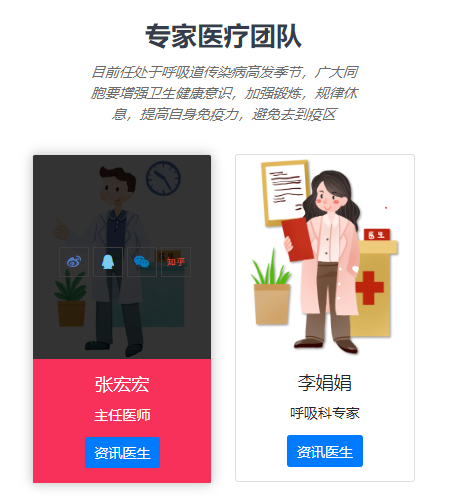 专家医疗团队
目前任处于呼吸道传染病高发季节，广大同
胞要增强卫生健康意识，加强锻炼，规律休
息，提高自身免疫力，避免去到疫区
知乎
医生
张宏宏
主任医师
资讯医生
李娟娟
呼吸科专家
资讯医生